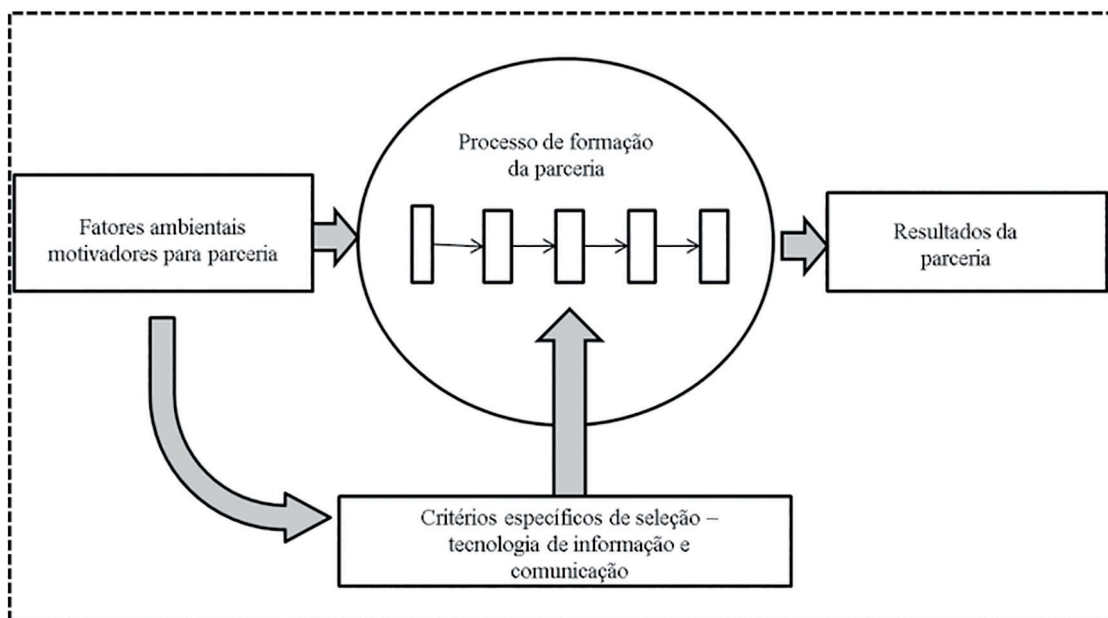 Processo de formação
da parceria
Fatores ambientais
motivadores para parceria
Resultados da
parceria
Critérios específicos de seleção –
tecnologia de informação e
comunicação